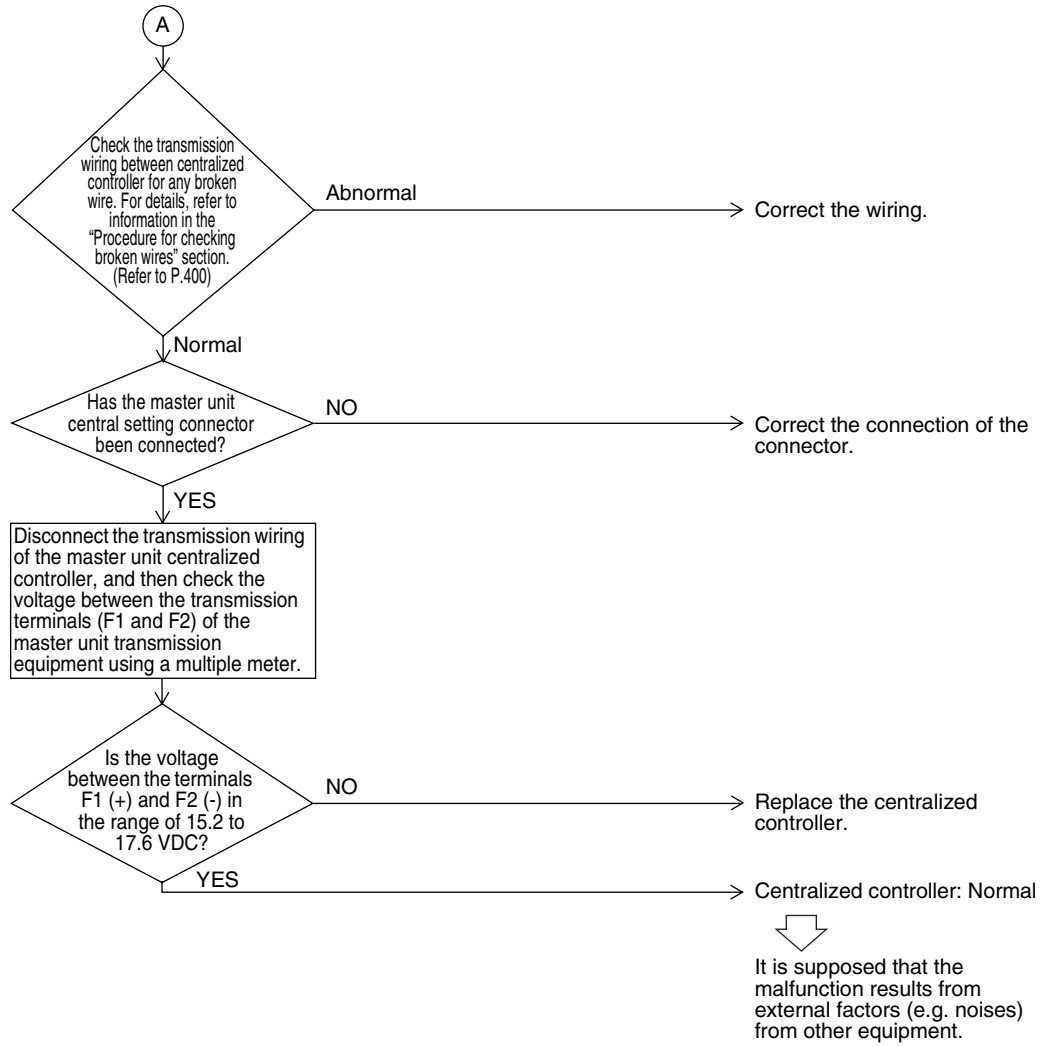 A
Check the transmission
wiring between centralized
controller for any broken
wire. For details, refer to
information in the
“Procedure for checking
broken wires” section.
(Refer to P.400)
Abnormal
Correct the wiring.
Normal
Has the master unit
central setting connector
been connected?
NO
Correct the connection of the
connector.
YES
Disconnect the transmission wiring
of the master unit centralized
controller, and then check the
voltage between the transmission
terminals (F1 and F2) of the
master unit transmission
equipment using a multiple meter.
Is the voltage
between the terminals
F1 (+) and F2 (-) in
the range of 15.2 to
17.6 VDC?
NO
Replace the centralized
controller.
YES
Centralized controller: Normal
It is supposed that the
malfunction results from
external factors (e.g. noises)
from other equipment.